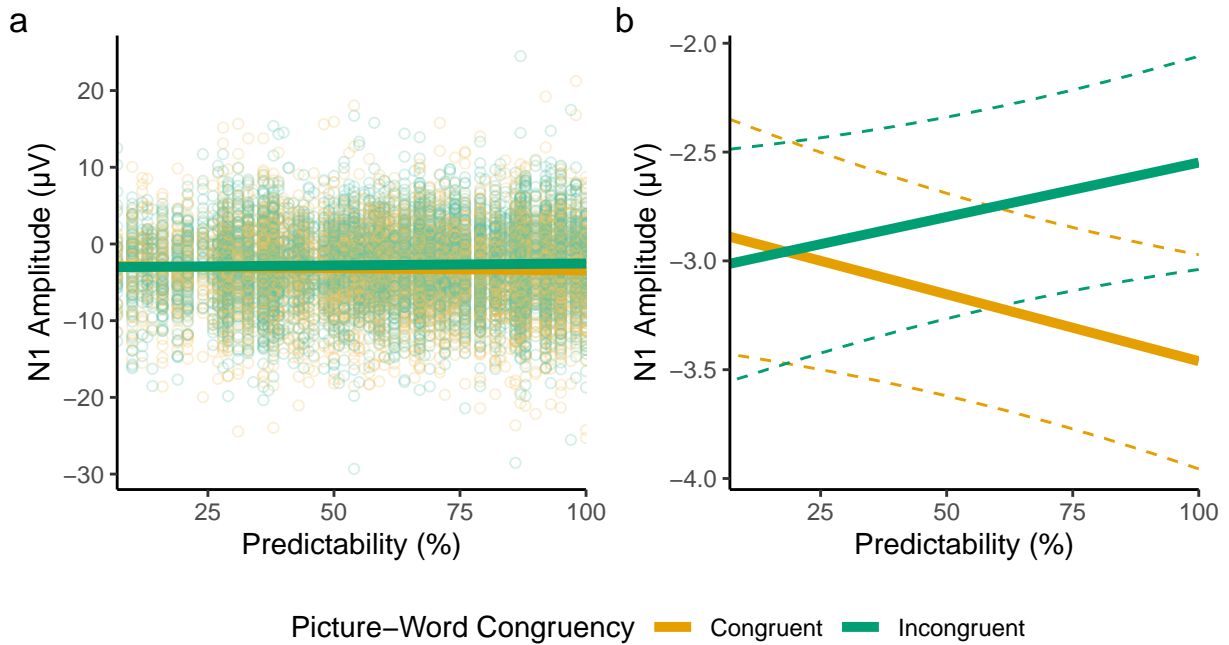 a
N1 Amplitude (µV)
20
10
0
−10
−20
−30
25
50
75
100
Predictability (%)
b
N1 Amplitude (µV)
−2.0
−2.5
−3.0
−3.5
−4.0
25
50
75
100
Predictability (%)
Picture−Word Congruency
Congruent
Incongruent